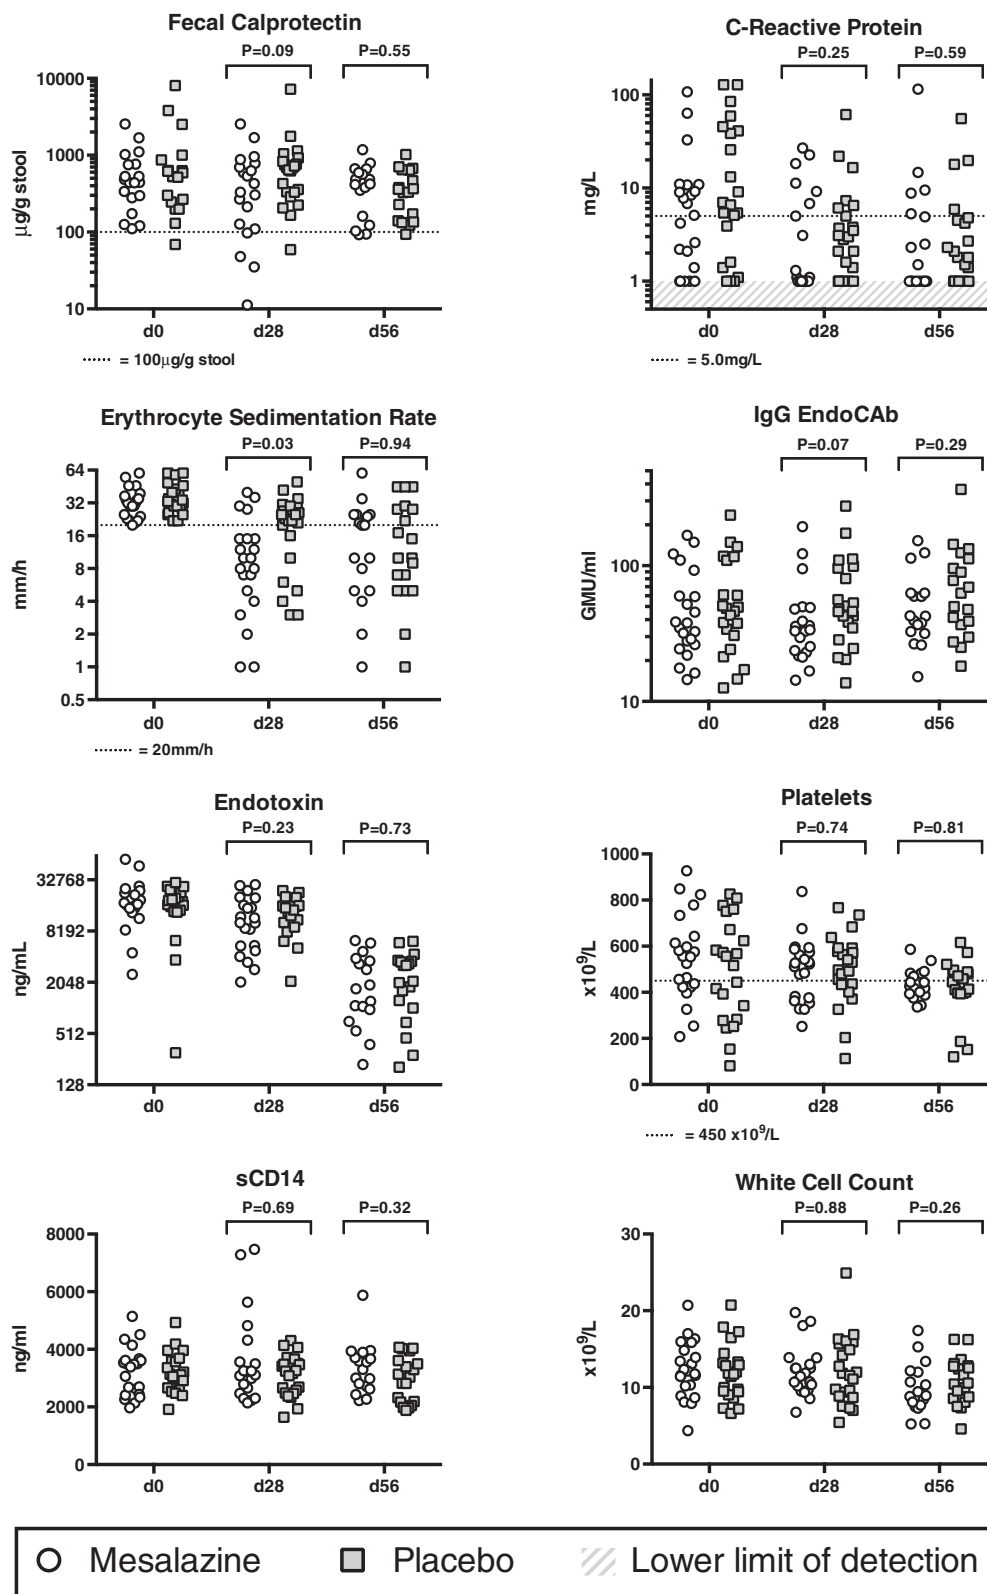 Fecal Calprotectin
P=0.09 P=0.55
10000
1000
100
10
μg/g stool
d0 d28 d56
= 100μg/g stool
C-Reactive Protein
P=0.25 P=0.59
100
10
1
mg/L
d0 d28 d56
= 5.0mg/L
Erythrocyte Sedimentation Rate
P=0.03 P=0.94
64
32
16
8
4
2
1
0.5
mm/h
d0 d28 d56
= 20mm/h
IgG EndoCAb
P=0.07 P=0.29
100
10
GMU/ml
d0 d28 d56
Endotoxin
P=0.23 P=0.73
32768
8192
2048
512
128
ng/mL
d0 d28 d56
Platelets
P=0.74 P=0.81
1000
800
600
400
200
0
x10⁹/L
d0 d28 d56
= 450 x10⁹/L
sCD14
P=0.69 P=0.32
8000
6000
4000
2000
0
ng/ml
d0 d28 d56
White Cell Count
P=0.88 P=0.26
30
20
10
0
x10⁹/L
d0 d28 d56
Mesalazine Placebo Lower limit of detection